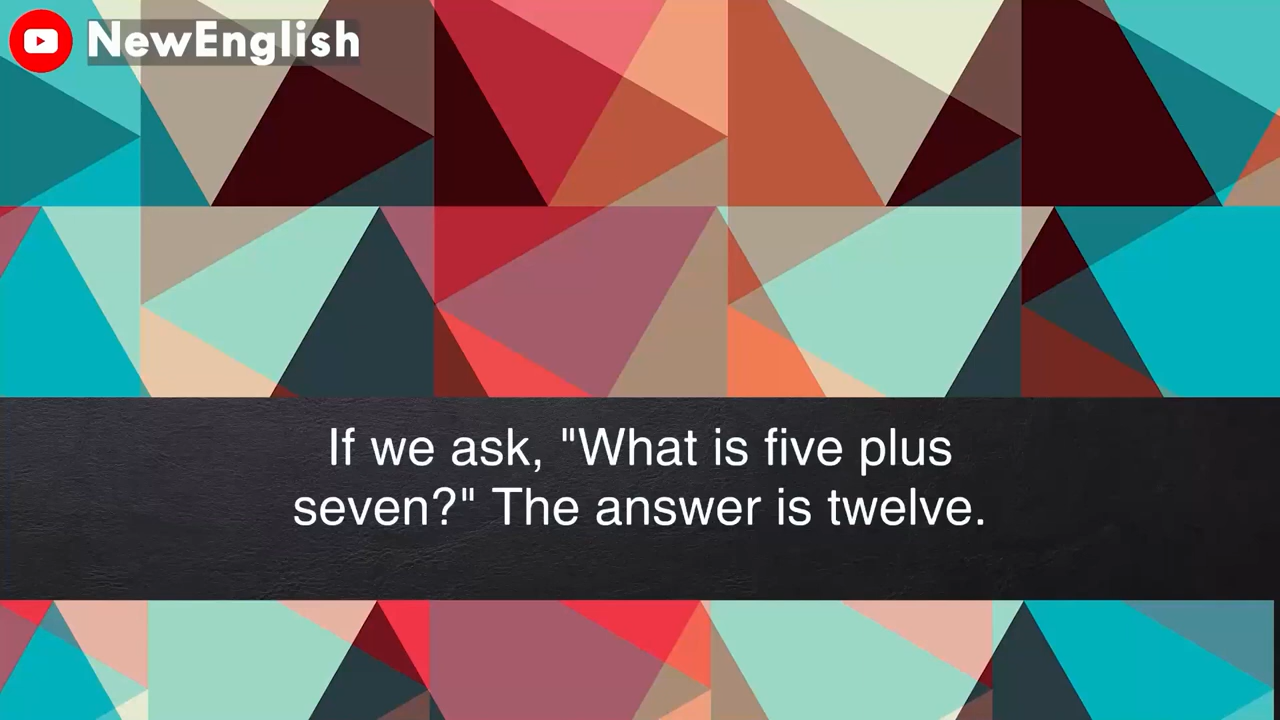 NewEnglish
If we ask, "What is five plus
seven?" The answer is twelve.